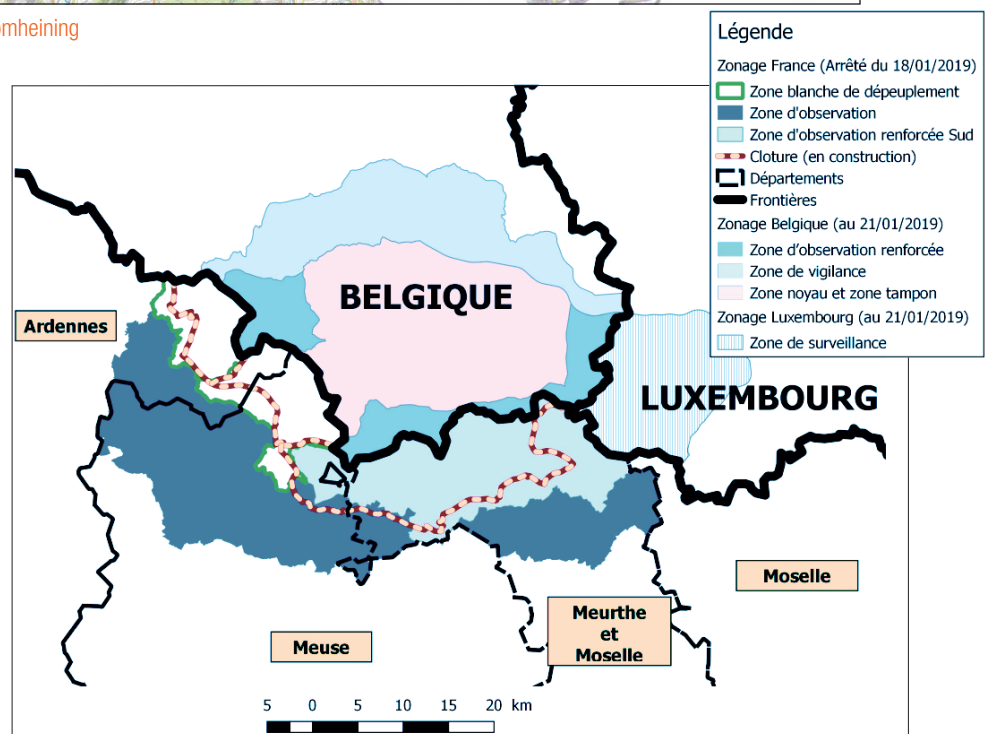 omheining
Légende
Zonage France (Arrêté du 18/01/2019)
Zone blanche de dépeuplement
Zone d'observation
Zone d'observation renforcée Sud
Cloture (en construction)
Départements
Frontières
Zonage Belgique (au 21/01/2019)
Zone d'observation renforcée
Zone de vigilance
Zone noyau et zone tampon
Zonage Luxembourg (au 21/01/2019)
Zone de surveillance
BELGIQUE
Ardennes
LUXEMBOURG
Moselle
Meurthe
et
Moselle
Meuse
5 0 5 10 15 20 km